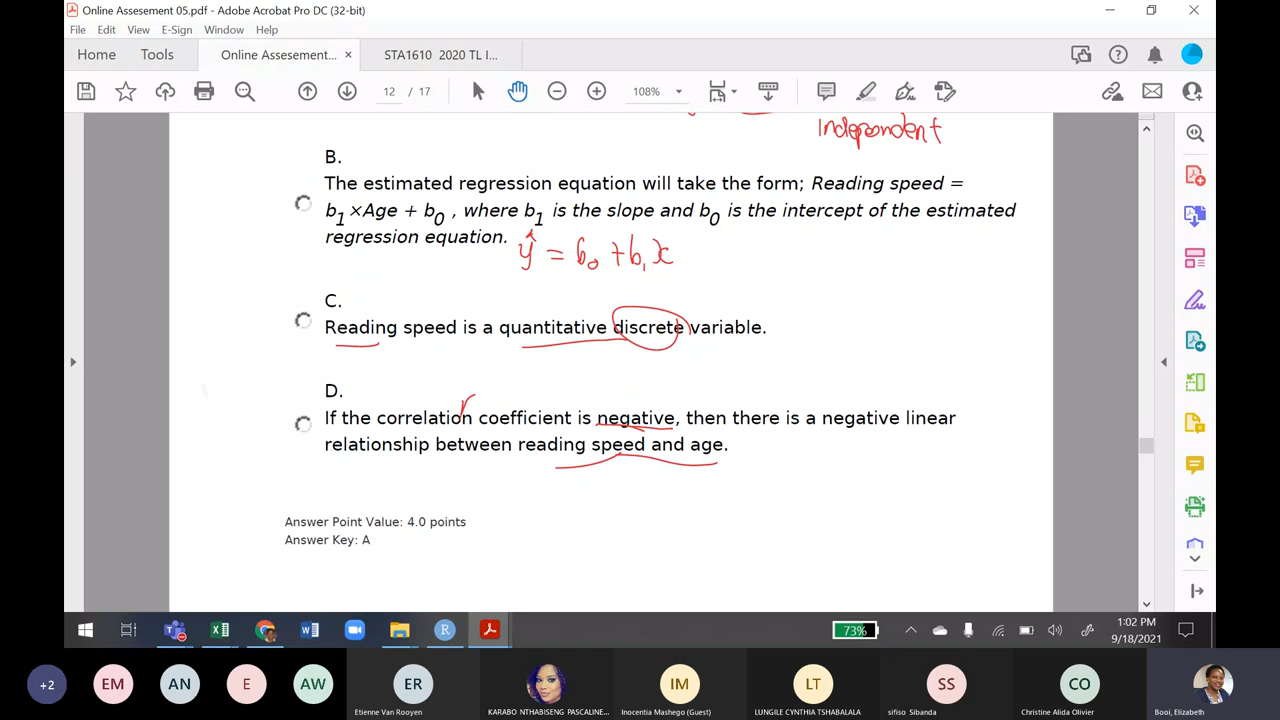 Online Assesement 05.pdf - Adobe Acrobat Pro DC (32-bit)
File Edit View E-Sign Window Help
Home Tools Online Assesement... × STA1610 2020 TL I...
12 / 17 108%
independent
B.
The estimated regression equation will take the form; Reading speed =
b1×Age + b0 , where b1 is the slope and b0 is the intercept of the estimated
regression equation.
ŷ = b0 + b1x
C.
Reading speed is a quantitative discrete variable.
D.
r
If the correlation coefficient is negative, then there is a negative linear
relationship between reading speed and age.
Answer Point Value: 4.0 points
Answer Key: A
73%
1:02 PM
9/18/2021
+2 EM AN E AW ER IM LT SS CO
Etienne Van Rooyen KARABO NTHABISENG PASCALINE... Inocentia Mashego (Guest) LUNGILE CYNTHIA TSHABALALA sifiso Sibanda Christine Alida Olivier Booi, Elizabeth